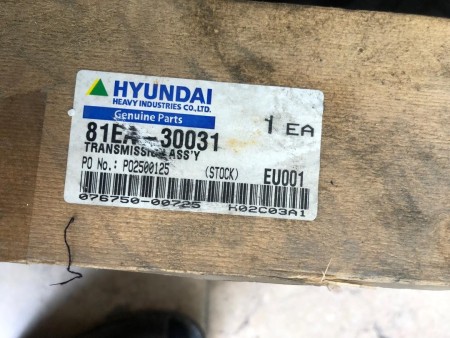 HYUNDAI
HEAVY INDUSTRIES CO.,LTD.
Genuine Parts
81EA-30031 1 EA
TRANSMISSION ASS'Y
PO No.: PO2500125 (STOCK) EU001
076750-00725 K02C03A1